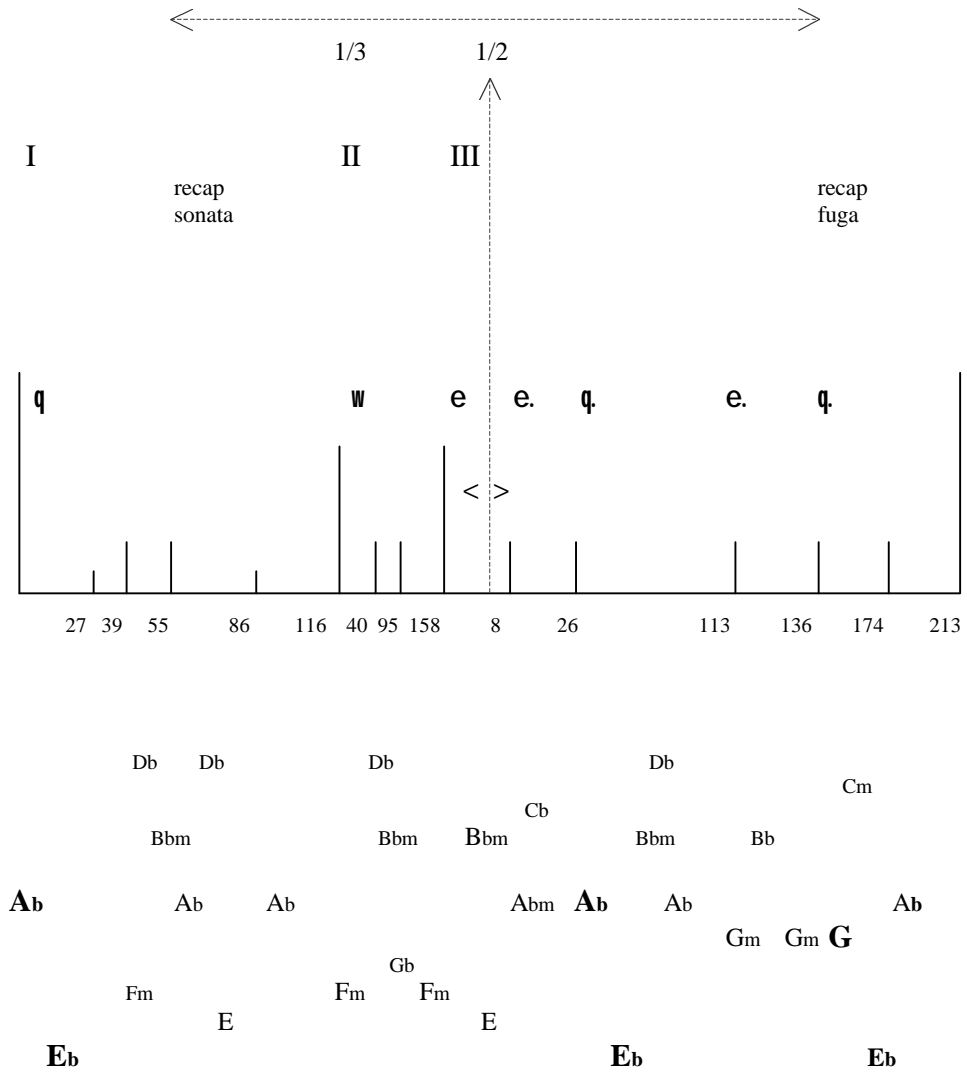 1/3 1/2
I II III
recap recap
sonata fuga
q w e e. q. e. q.
< >
27 39 55 86 116 40 95 158 8 26 113 136 174 213
Db Db Db Db
Cm
Cb
Bbm Bbm Bbm Bbm Bb
Ab Ab Ab Abm Ab Ab Ab
Gm Gm G
Gb
Fm Fm Fm
E E
Eb Eb Eb